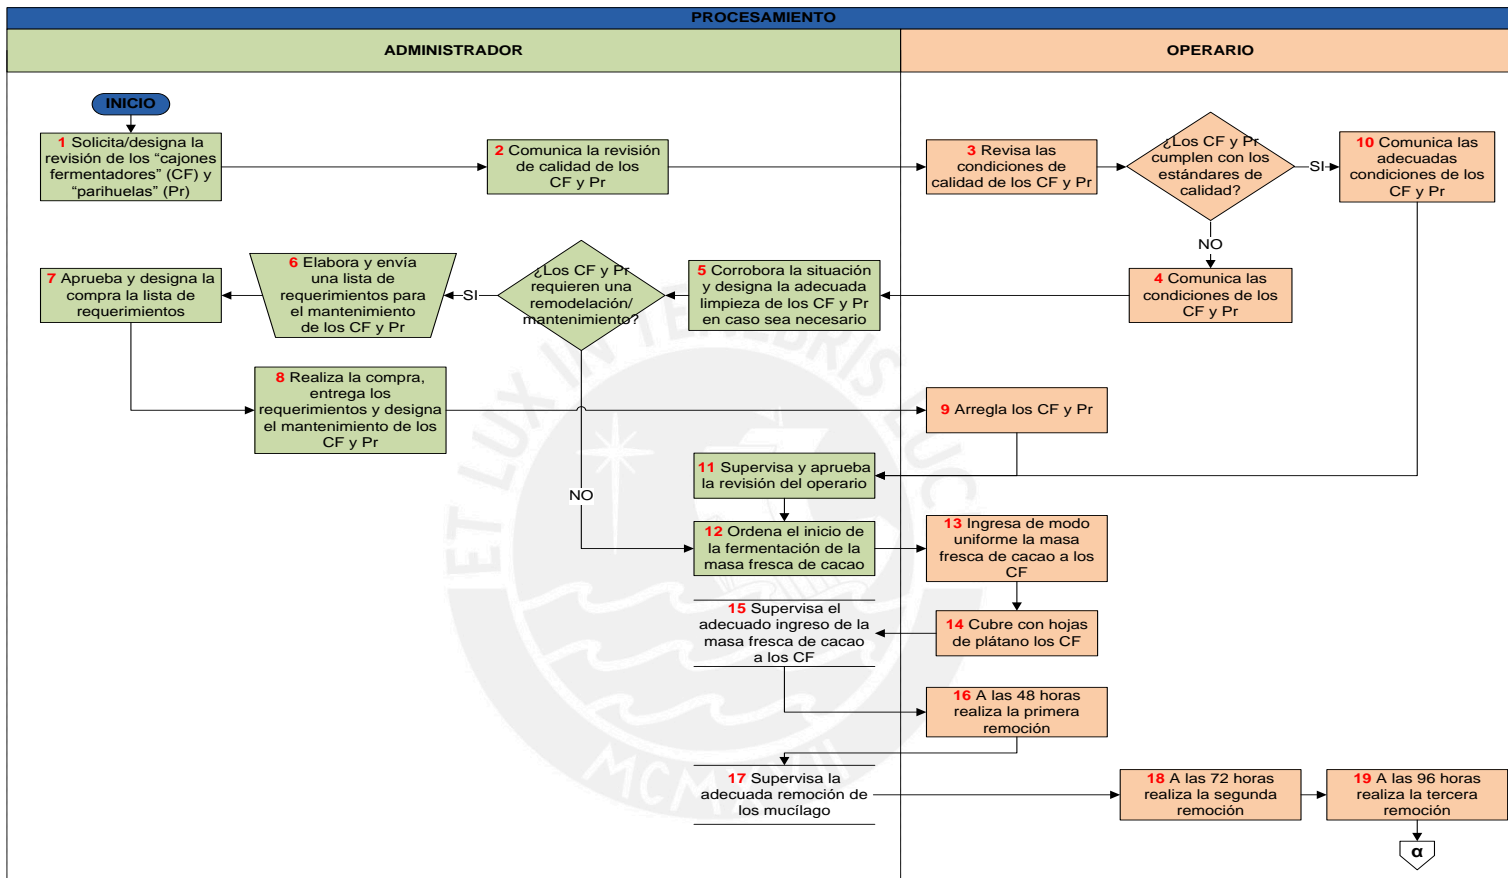 PROCESAMIENTO
ADMINISTRADOR
OPERARIO
INICIO
1 Solicita/designa la
revisión de los “cajones
fermentadores” (CF) y
“parihuelas” (Pr)
2 Comunica la revisión
de calidad de los
CF y Pr
3 Revisa las
condiciones de
calidad de los CF y Pr
¿Los CF y Pr
cumplen con los
estándares de
calidad?
SI
10 Comunica las
adecuadas
condiciones de los
CF y Pr
NO
4 Comunica las
condiciones de los
CF y Pr
5 Corrobora la situación
y designa la adecuada
limpieza de los CF y Pr
en caso sea necesario
¿Los CF y Pr
requieren una
remodelación/
mantenimiento?
SI
6 Elabora y envía
una lista de
requerimientos para
el mantenimiento
de los CF y Pr
7 Aprueba y designa la
compra la lista de
requerimientos
8 Realiza la compra,
entrega los
requerimientos y designa
el mantenimiento de los
CF y Pr
9 Arregla los CF y Pr
11 Supervisa y aprueba
la revisión del operario
NO
12 Ordena el inicio de
la fermentación de la
masa fresca de cacao
13 Ingresa de modo
uniforme la masa
fresca de cacao a los
CF
14 Cubre con hojas
de plátano los CF
15 Supervisa el
adecuado ingreso de la
masa fresca de cacao
a los CF
16 A las 48 horas
realiza la primera
remoción
17 Supervisa la
adecuada remoción de
los mucílago
18 A las 72 horas
realiza la segunda
remoción
19 A las 96 horas
realiza la tercera
remoción
α